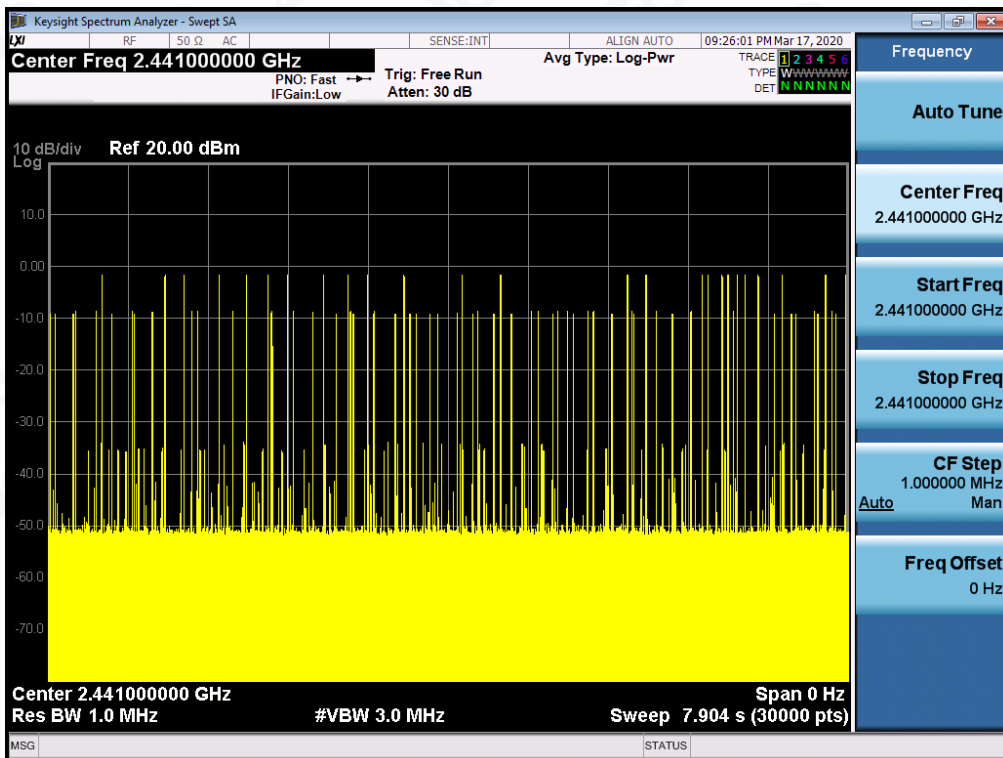 Keysight Spectrum Analyzer - Swept SA
LXI RF 50 Ω AC SENSE:INT ALIGN AUTO 09:26:01 PM Mar 17, 2020
Center Freq 2.441000000 GHz
PNO: Fast
IFGain:Low
Trig: Free Run
Atten: 30 dB
Avg Type: Log-Pwr
TRACE 1 2 3 4 5 6
TYPE W W W W W W
DET N N N N N N
10 dB/div Ref 20.00 dBm
Log
10.0
0.00
-10.0
-20.0
-30.0
-40.0
-50.0
-60.0
-70.0
Center 2.441000000 GHz Span 0 Hz
Res BW 1.0 MHz #VBW 3.0 MHz Sweep 7.904 s (30000 pts)
MSG STATUS
Frequency
Auto Tune
Center Freq
2.441000000 GHz
Start Freq
2.441000000 GHz
Stop Freq
2.441000000 GHz
CF Step
1.000000 MHz
Auto Man
Freq Offset
0 Hz